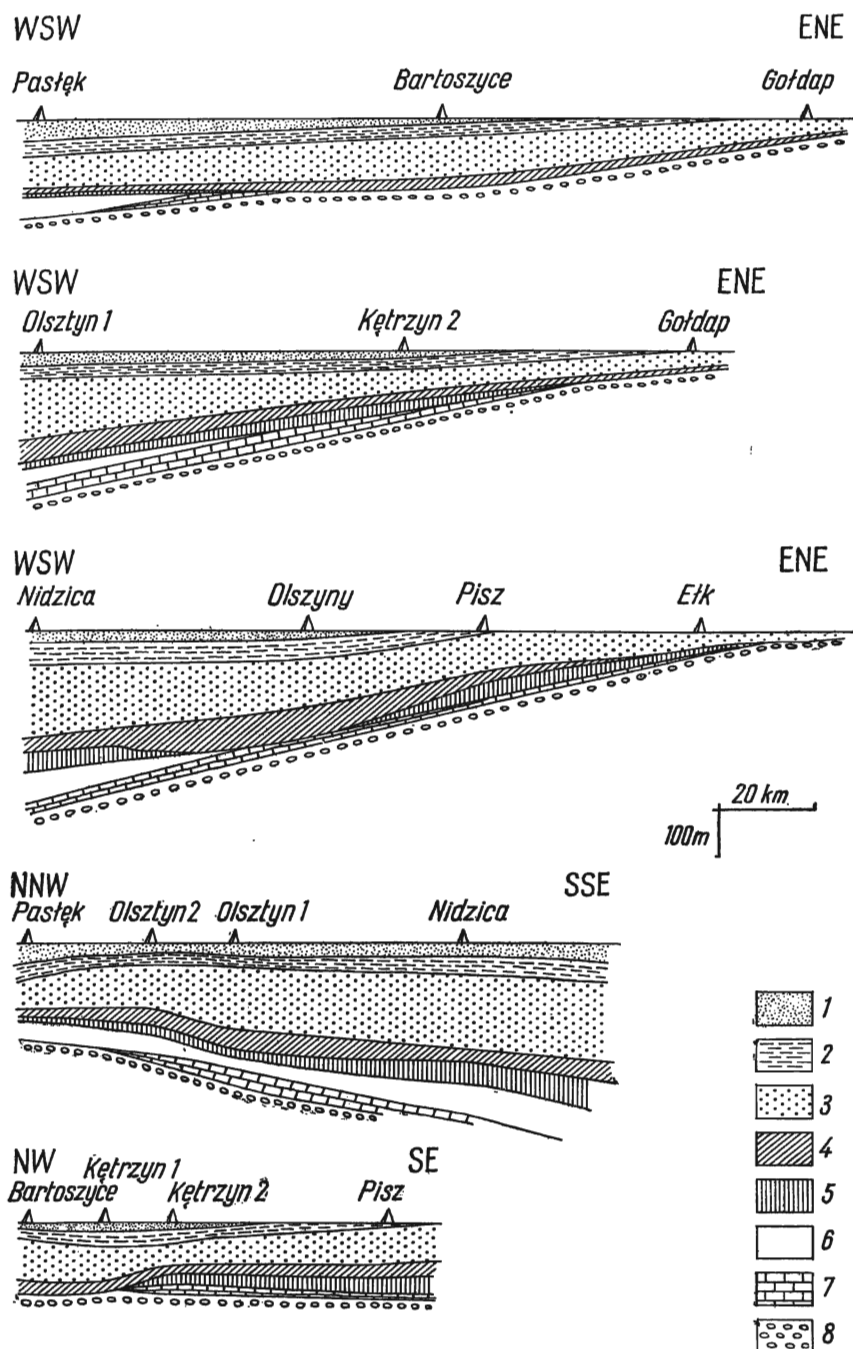 WSW ENE
Pasłęk Bartoszyce Gołdap
WSW ENE
Olsztyn 1 Kętrzyn 2 Gołdap
WSW ENE
Nidzica Olszyny Pisz Ełk
20 km
100m
NNW SSE
Pasłęk Olsztyn 2 Olsztyn 1 Nidzica
NW Kętrzyn 1 SE
Bartoszyce Kętrzyn 2 Pisz
1
2
3
4
5
6
7
8